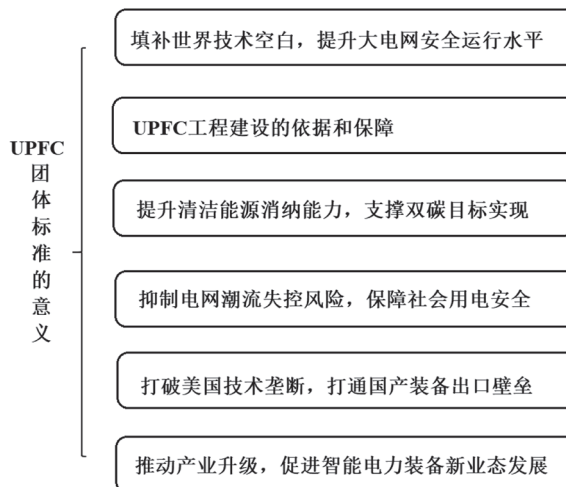 填补世界技术空白，提升大电网安全运行水平
UPFC工程建设的依据和保障
UPFC
团体标准的意义
提升清洁能源消纳能力，支撑双碳目标实现
抑制电网潮流失控风险，保障社会用电安全
打破美国技术垄断，打通国产装备出口壁垒
推动产业升级，促进智能电力装备新业态发展